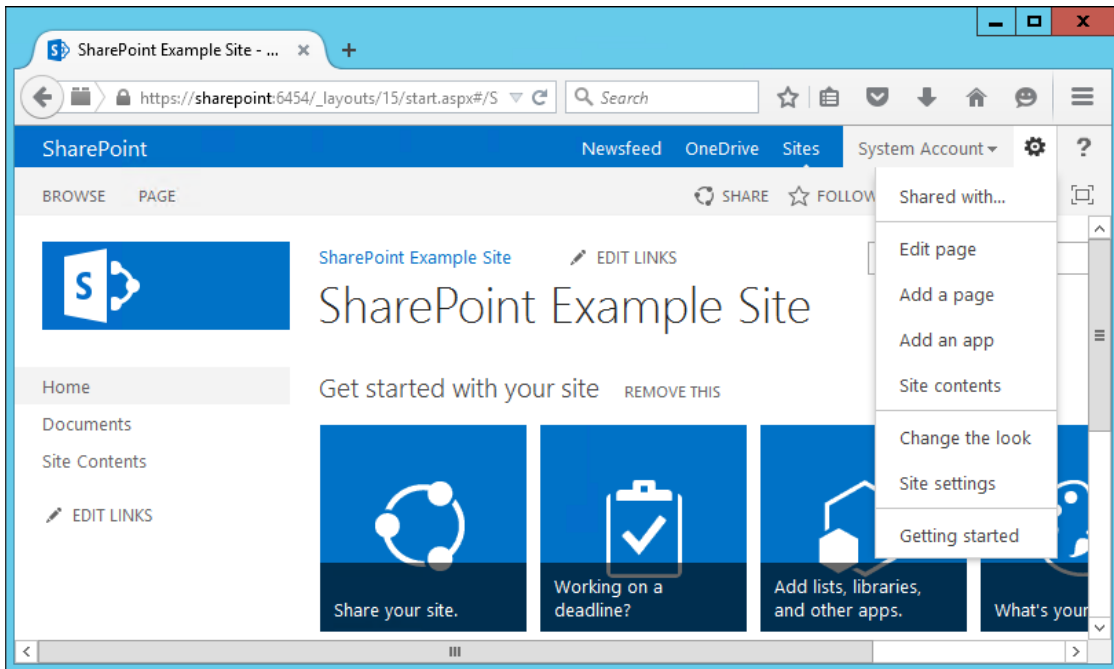 SharePoint Example Site - ...
https://sharepoint:6454/_layouts/15/start.aspx#/S
Search
SharePoint
Newsfeed OneDrive Sites System Account ?
BROWSE PAGE SHARE FOLLOW
Shared with...
Edit page
Add a page
Add an app
Site contents
Change the look
Site settings
Getting started
S
SharePoint Example Site EDIT LINKS
SharePoint Example Site
Home
Documents
Site Contents
EDIT LINKS
Get started with your site REMOVE THIS
Share your site.
Working on a
deadline?
Add lists, libraries,
and other apps.
What's your